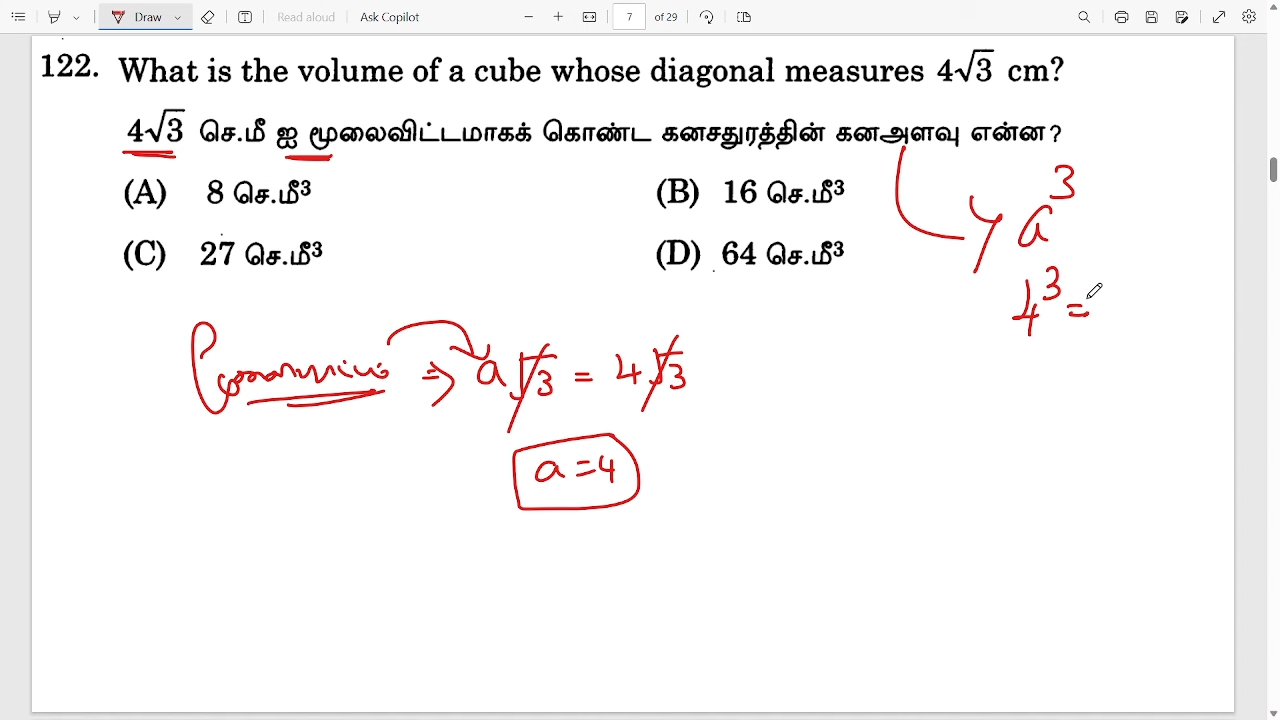 Draw Read aloud Ask Copilot 7 of 29
122. What is the volume of a cube whose diagonal measures 4√3 cm?
4√3 செ.மீ ஐ மூலைவிட்டமாகக் கொண்ட கனசதுரத்தின் கனஅளவு என்ன?
(A) 8 செ.மீ³ (B) 16 செ.மீ³
(C) 27 செ.மீ³ (D) 64 செ.மீ³
a³
4³ =
⇒ a√3 = 4√3
a = 4